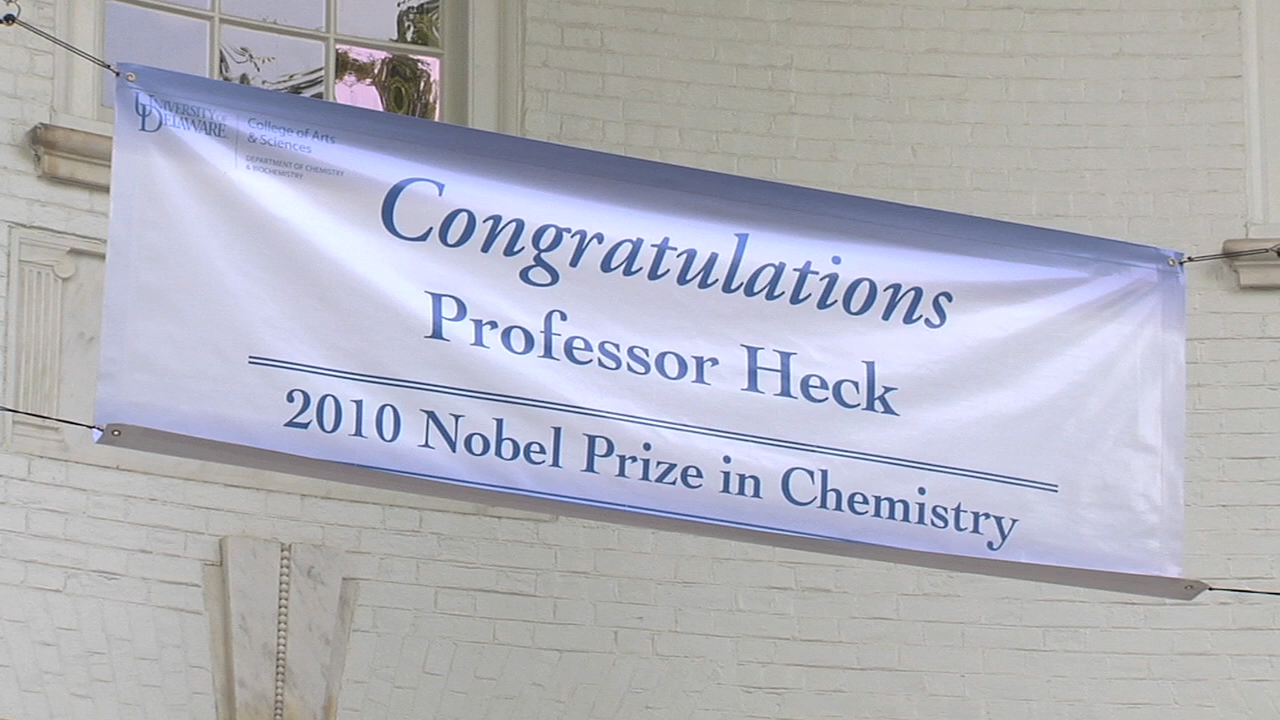 UNIVERSITY OF
DELAWARE
College of Arts
& Sciences
DEPARTMENT OF CHEMISTRY
& BIOCHEMISTRY
Congratulations
Professor Heck
2010 Nobel Prize in Chemistry